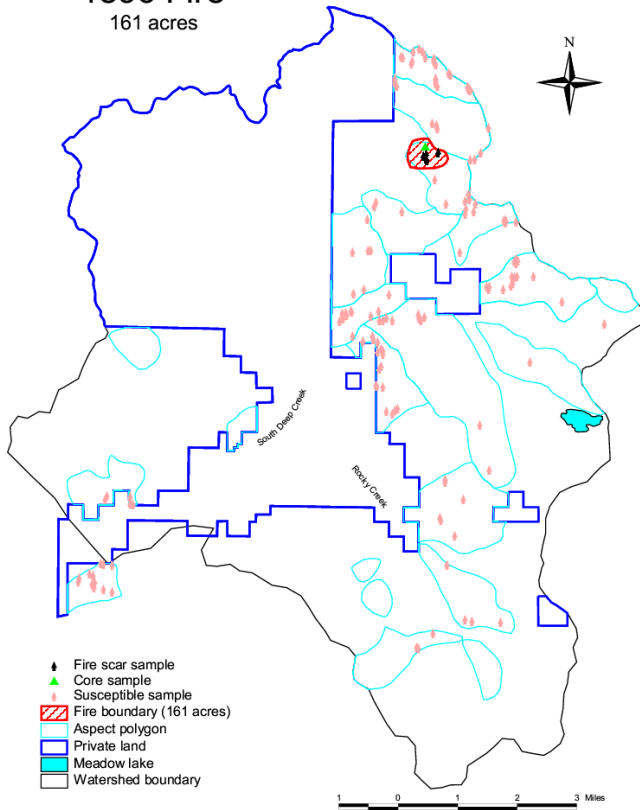 161 acres
N
South Deep Creek
Rocky Creek
Fire scar sample
Core sample
Susceptible sample
Fire boundary (161 acres)
Aspect polygon
Private land
Meadow lake
Watershed boundary
1 0 1 2 3 Miles